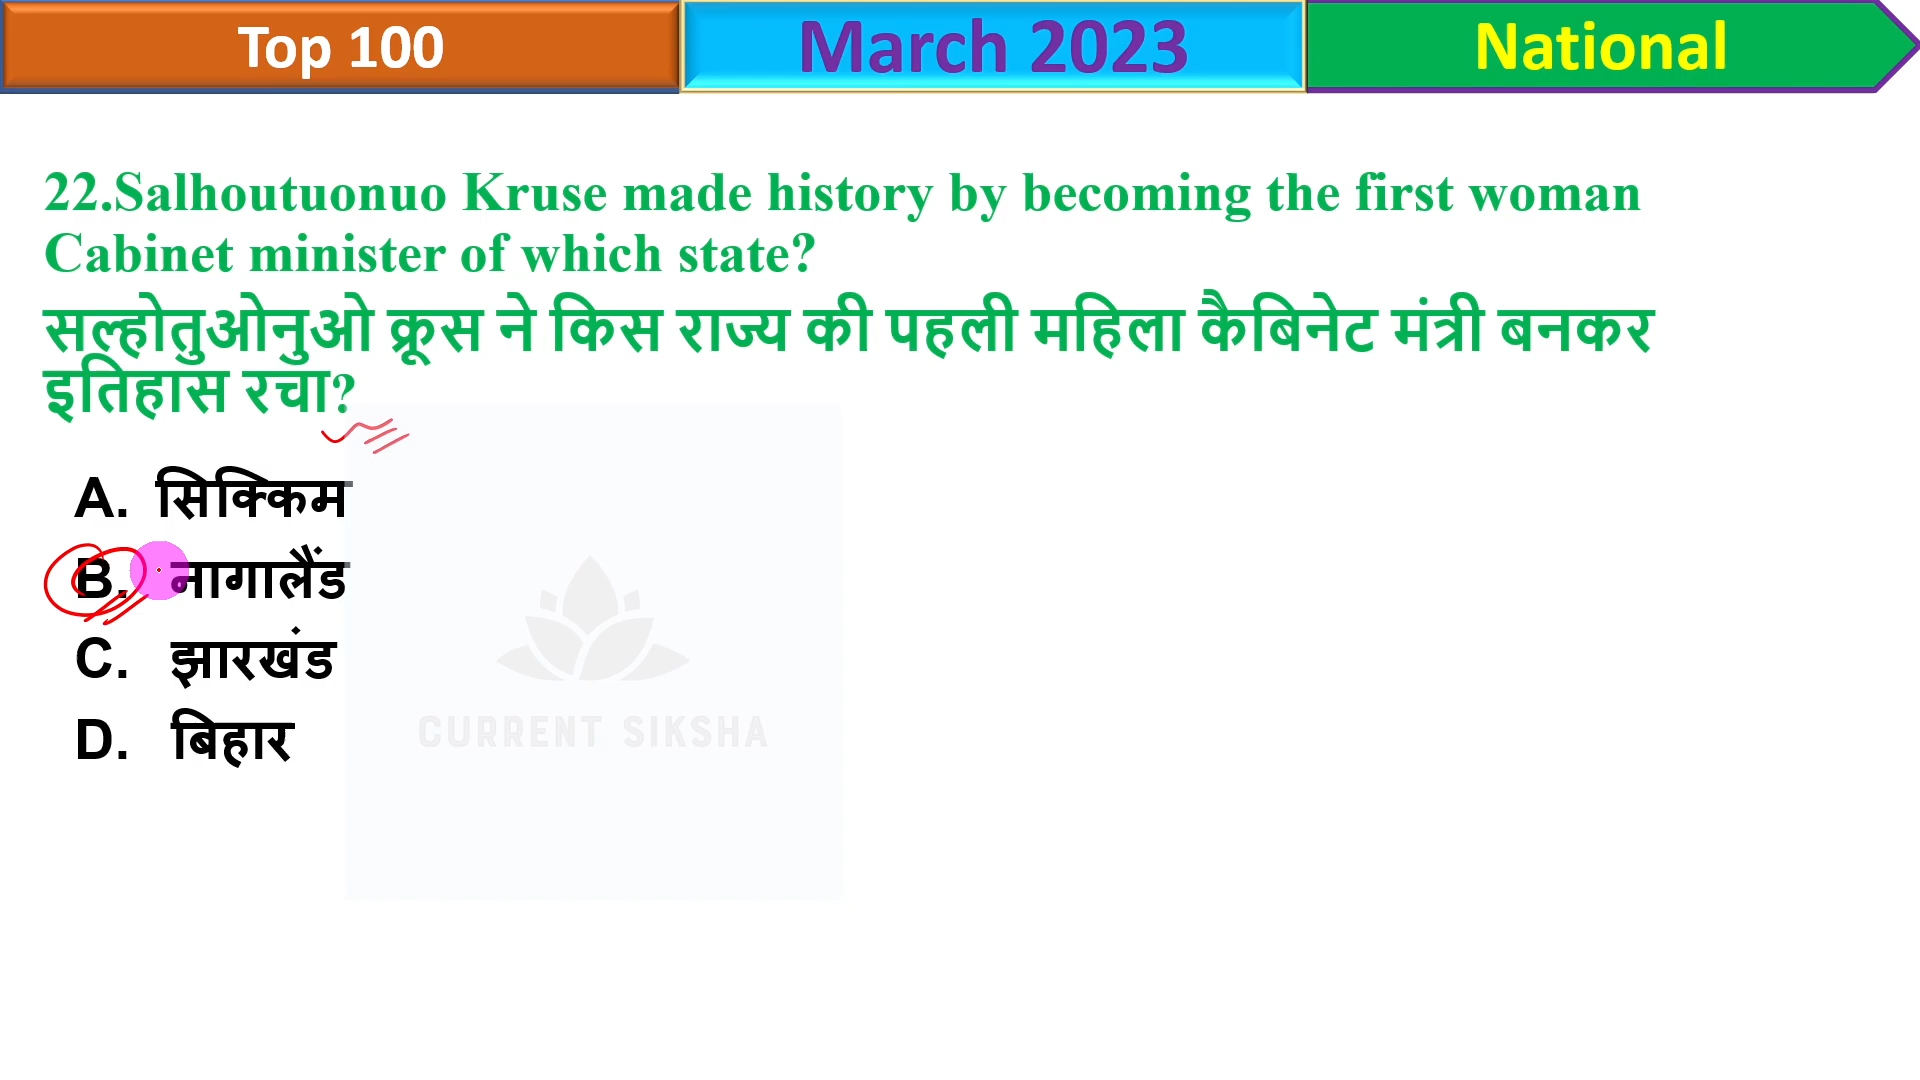 Top 100
March 2023
National
22.Salhoutuonuo Kruse made history by becoming the first woman
Cabinet minister of which state?
सल्होतुओनुओ क्रूस ने किस राज्य की पहली महिला कैबिनेट मंत्री बनकर
इतिहास रचा?
A. सिक्किम
B. नागालैंड
C. झारखंड
D. बिहार
CURRENT SIKSHA